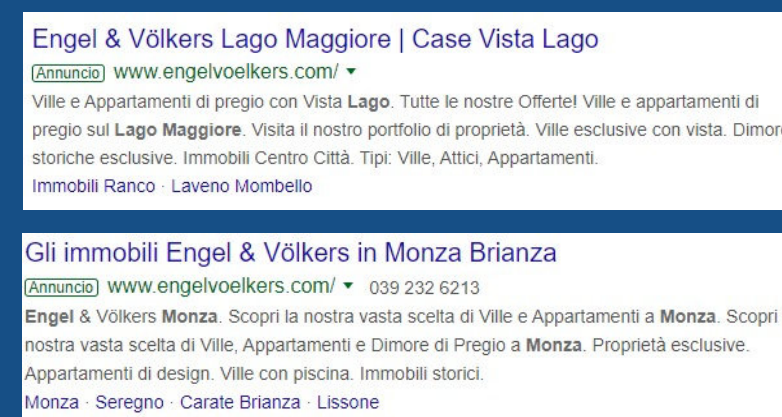 Engel & Völkers Lago Maggiore | Case Vista Lago
Annuncio www.engelvoelkers.com/
Ville e Appartamenti di pregio con Vista Lago. Tutte le nostre Offerte! Ville e appartamenti di
pregio sul Lago Maggiore. Visita il nostro portfolio di proprietà. Ville esclusive con vista. Dimore
storiche esclusive. Immobili Centro Città. Tipi: Ville, Attici, Appartamenti.
Immobili Ranco · Laveno Mombello
Gli immobili Engel & Völkers in Monza Brianza
Annuncio www.engelvoelkers.com/ 039 232 6213
Engel & Völkers Monza. Scopri la nostra vasta scelta di Ville e Appartamenti a Monza. Scopri
nostra vasta scelta di Ville, Appartamenti e Dimore di Pregio a Monza. Proprietà esclusive.
Appartamenti di design. Ville con piscina. Immobili storici.
Monza · Seregno · Carate Brianza · Lissone